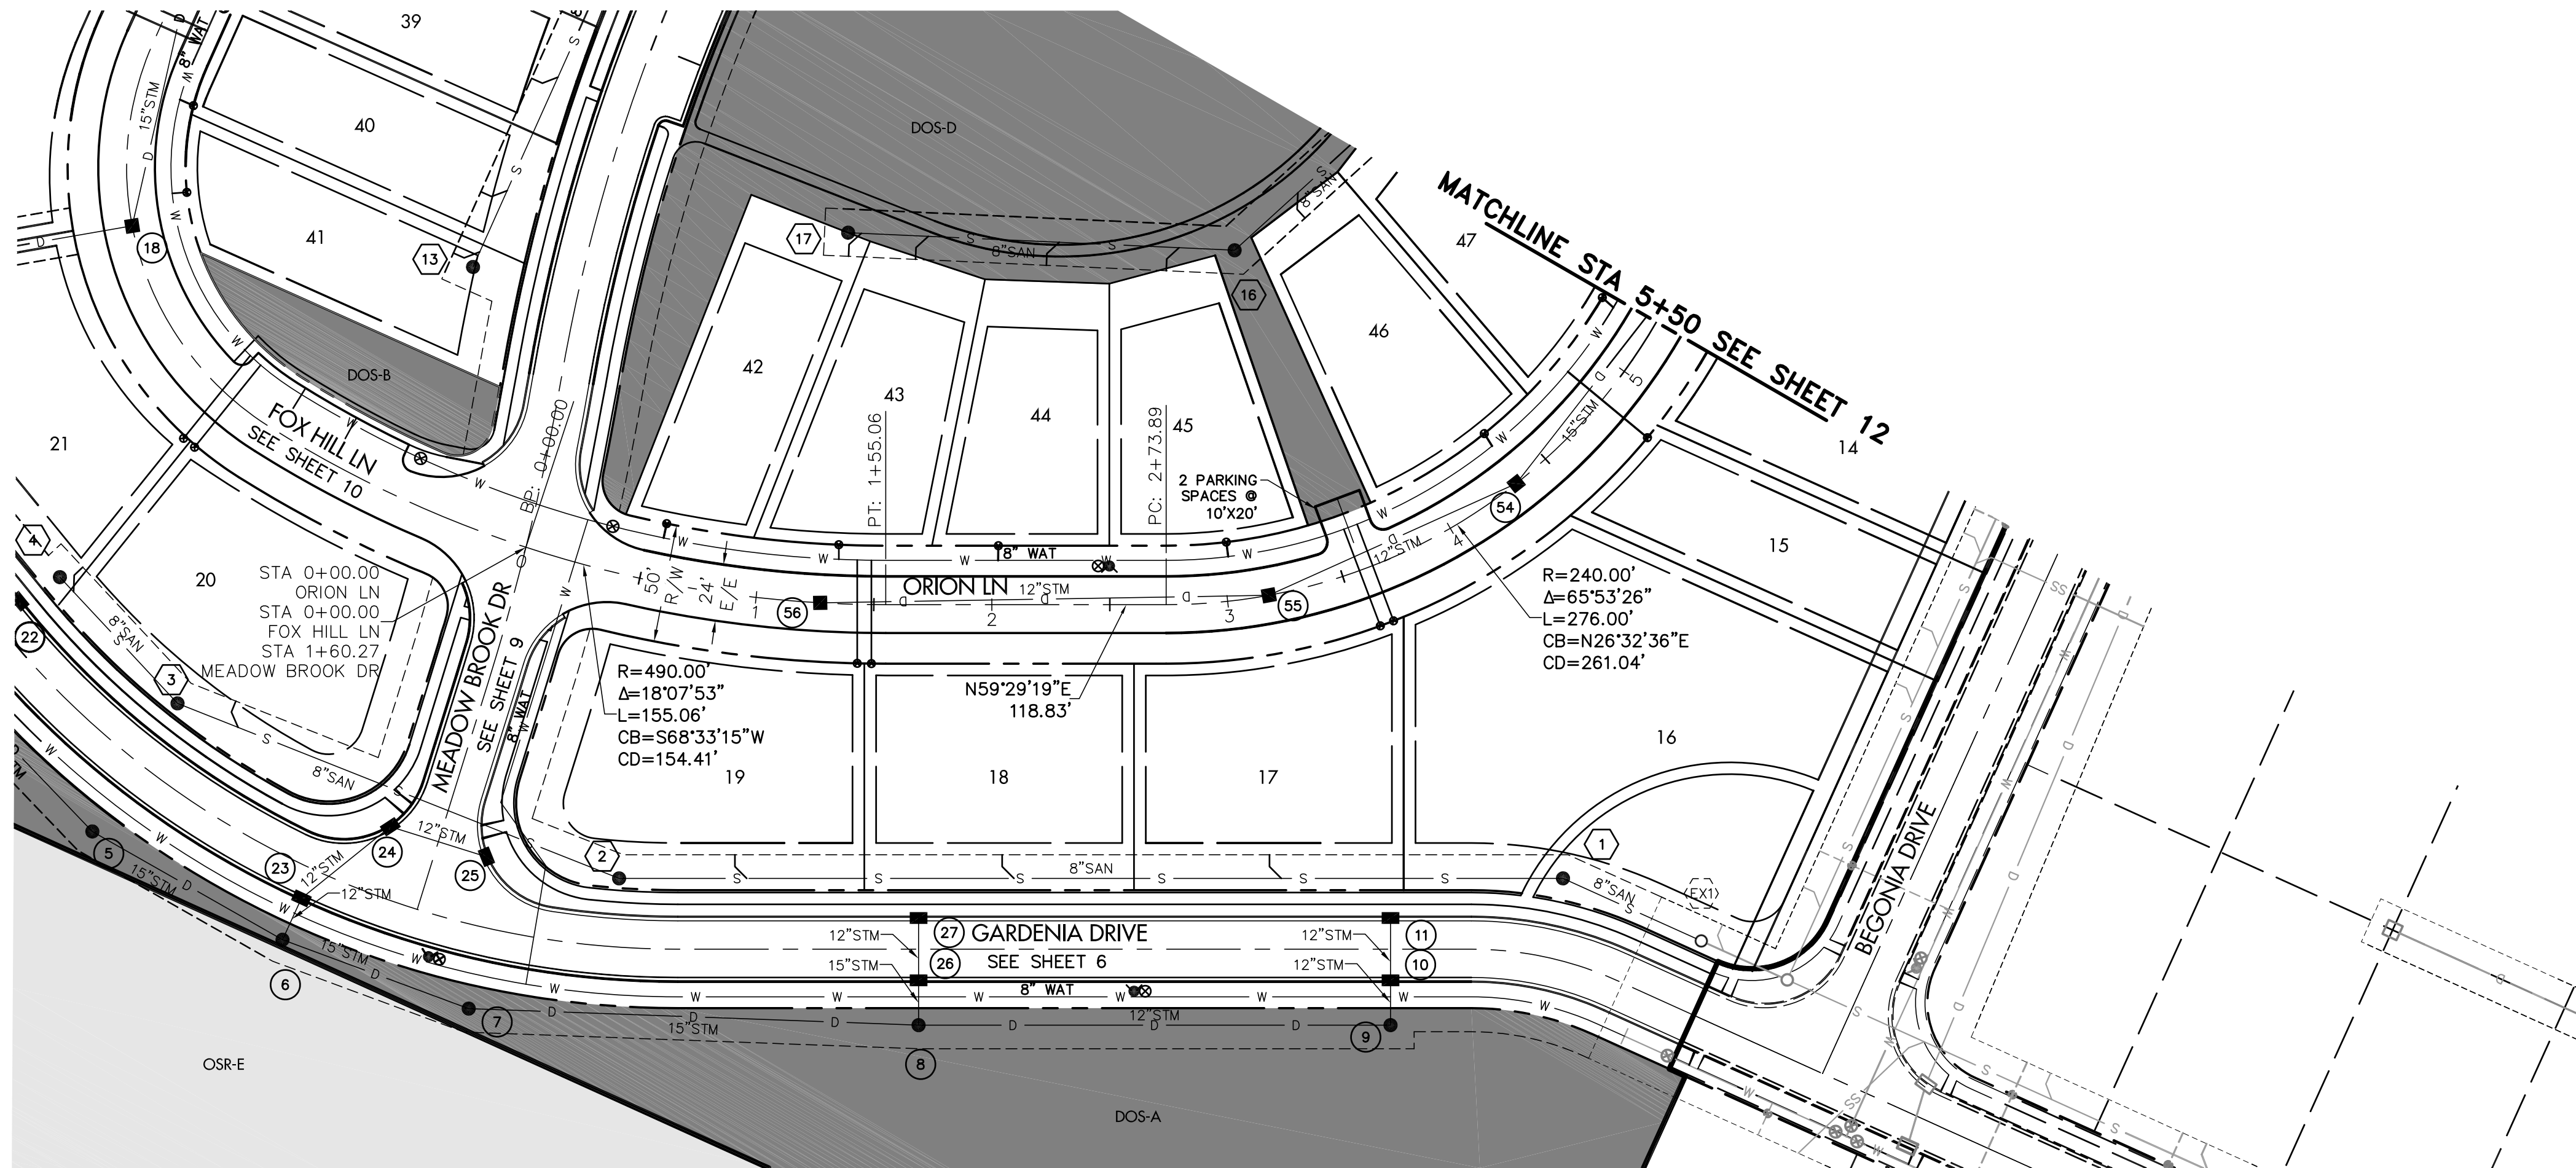 39
D
8" WAT
W
S
40
15"STM
D
S
W
DOS-D
41
W
D
18
13
17
S
8"SAN
S
16
S
8"SAN
47
MATCHLINE STA 5+50 SEE SHEET 12
46
W
DOS-B
42
43
44
45
W
D
5
15"STM
W
14
FOX HILL LN
SEE SHEET 10
W
W
BP: 0+00.00
PT: 1+55.06
PC: 2+73.89
2 PARKING
SPACES @
10'X20'
W
54
21
4
20
STA 0+00.00
ORION LN
STA 0+00.00
FOX HILL LN
STA 1+60.27
MEADOW BROOK DR
0
W
W
W
8" WAT
W
W
D
12"STM
4
15
50'
R/W
24'
E/E
1
56
D
ORION LN
12"STM
D
2
D
3
55
R=240.00'
Δ=65°53'26"
L=276.00'
CB=N26°32'36"E
CD=261.04'
22
8"SAN
S
3
MEADOW BROOK DR
SEE SHEET 9
W
8" WAT
W
R=490.00'
Δ=18°07'53"
L=155.06'
CB=S68°33'15"W
CD=154.41'
N59°29'19"E
118.83'
16
19
18
17
S
8"SAN
S
W
5
23
24
25
12"STM
12"STM
12"STM
S
2
S
S
S
8"SAN
S
S
S
1
8"SAN
S
EX1
BEGONIA DRIVE
SS
D
W
S
S
D
W
W
D
S
W
D
15"STM
D
W
15"STM
D
W
6
7
12"STM
15"STM
27
26
GARDENIA DRIVE
SEE SHEET 6
12"STM
12"STM
11
10
W
W
W
W
8" WAT
W
W
W
D
D
15"STM
D
D
12"STM
D
D
8
9
S
W
S
D
OSR-E
DOS-A
W
SS
W
S
S